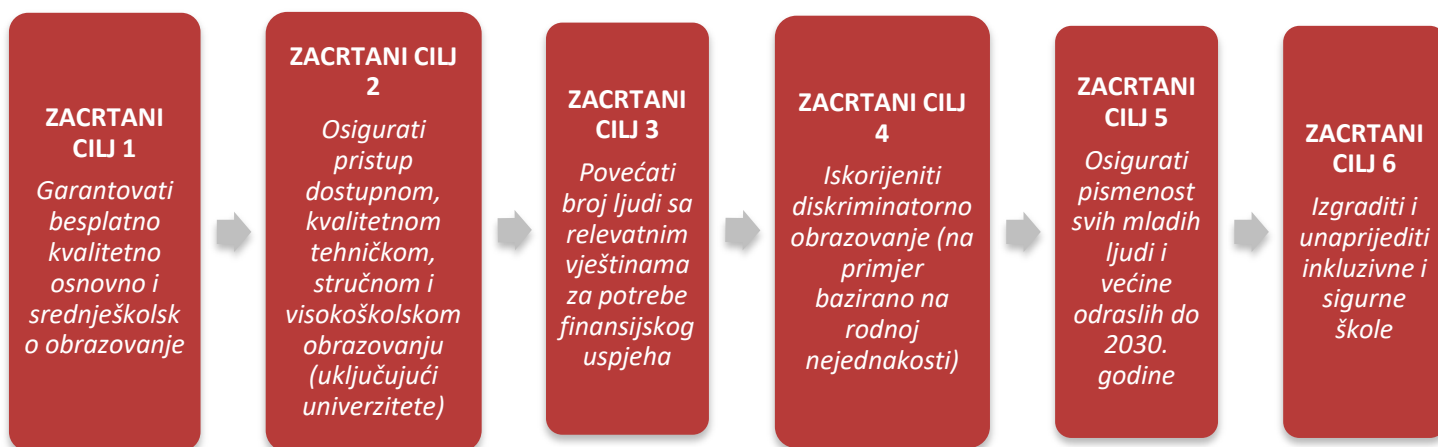 ZACRTANI
CILJ 1
Garantovati
besplatno
kvalitetno
osnovno i
srednješkolsk
o obrazovanje
ZACRTANI CILJ
2
Osigurati
pristup
dostupnom,
kvalitetnom
tehničkom,
stručnom i
visokoškolskom
obrazovanju
(uključujući
univerzitete)
ZACRTANI
CILJ 3
Povećati
broj ljudi sa
relevatnim
vještinama
za potrebe
finansijskog
uspjeha
ZACRTANI CILJ
4
Iskorijeniti
diskriminatorno
obrazovanje (na
primjer
bazirano na
rodnoj
nejednakosti)
ZACRTANI
CILJ 5
Osigurati
pismenost
svih mladih
ljudi i
većine
odraslih do
2030.
godine
ZACRTANI
CILJ 6
Izgraditi i
unaprijediti
inkluzivne i
sigurne
škole